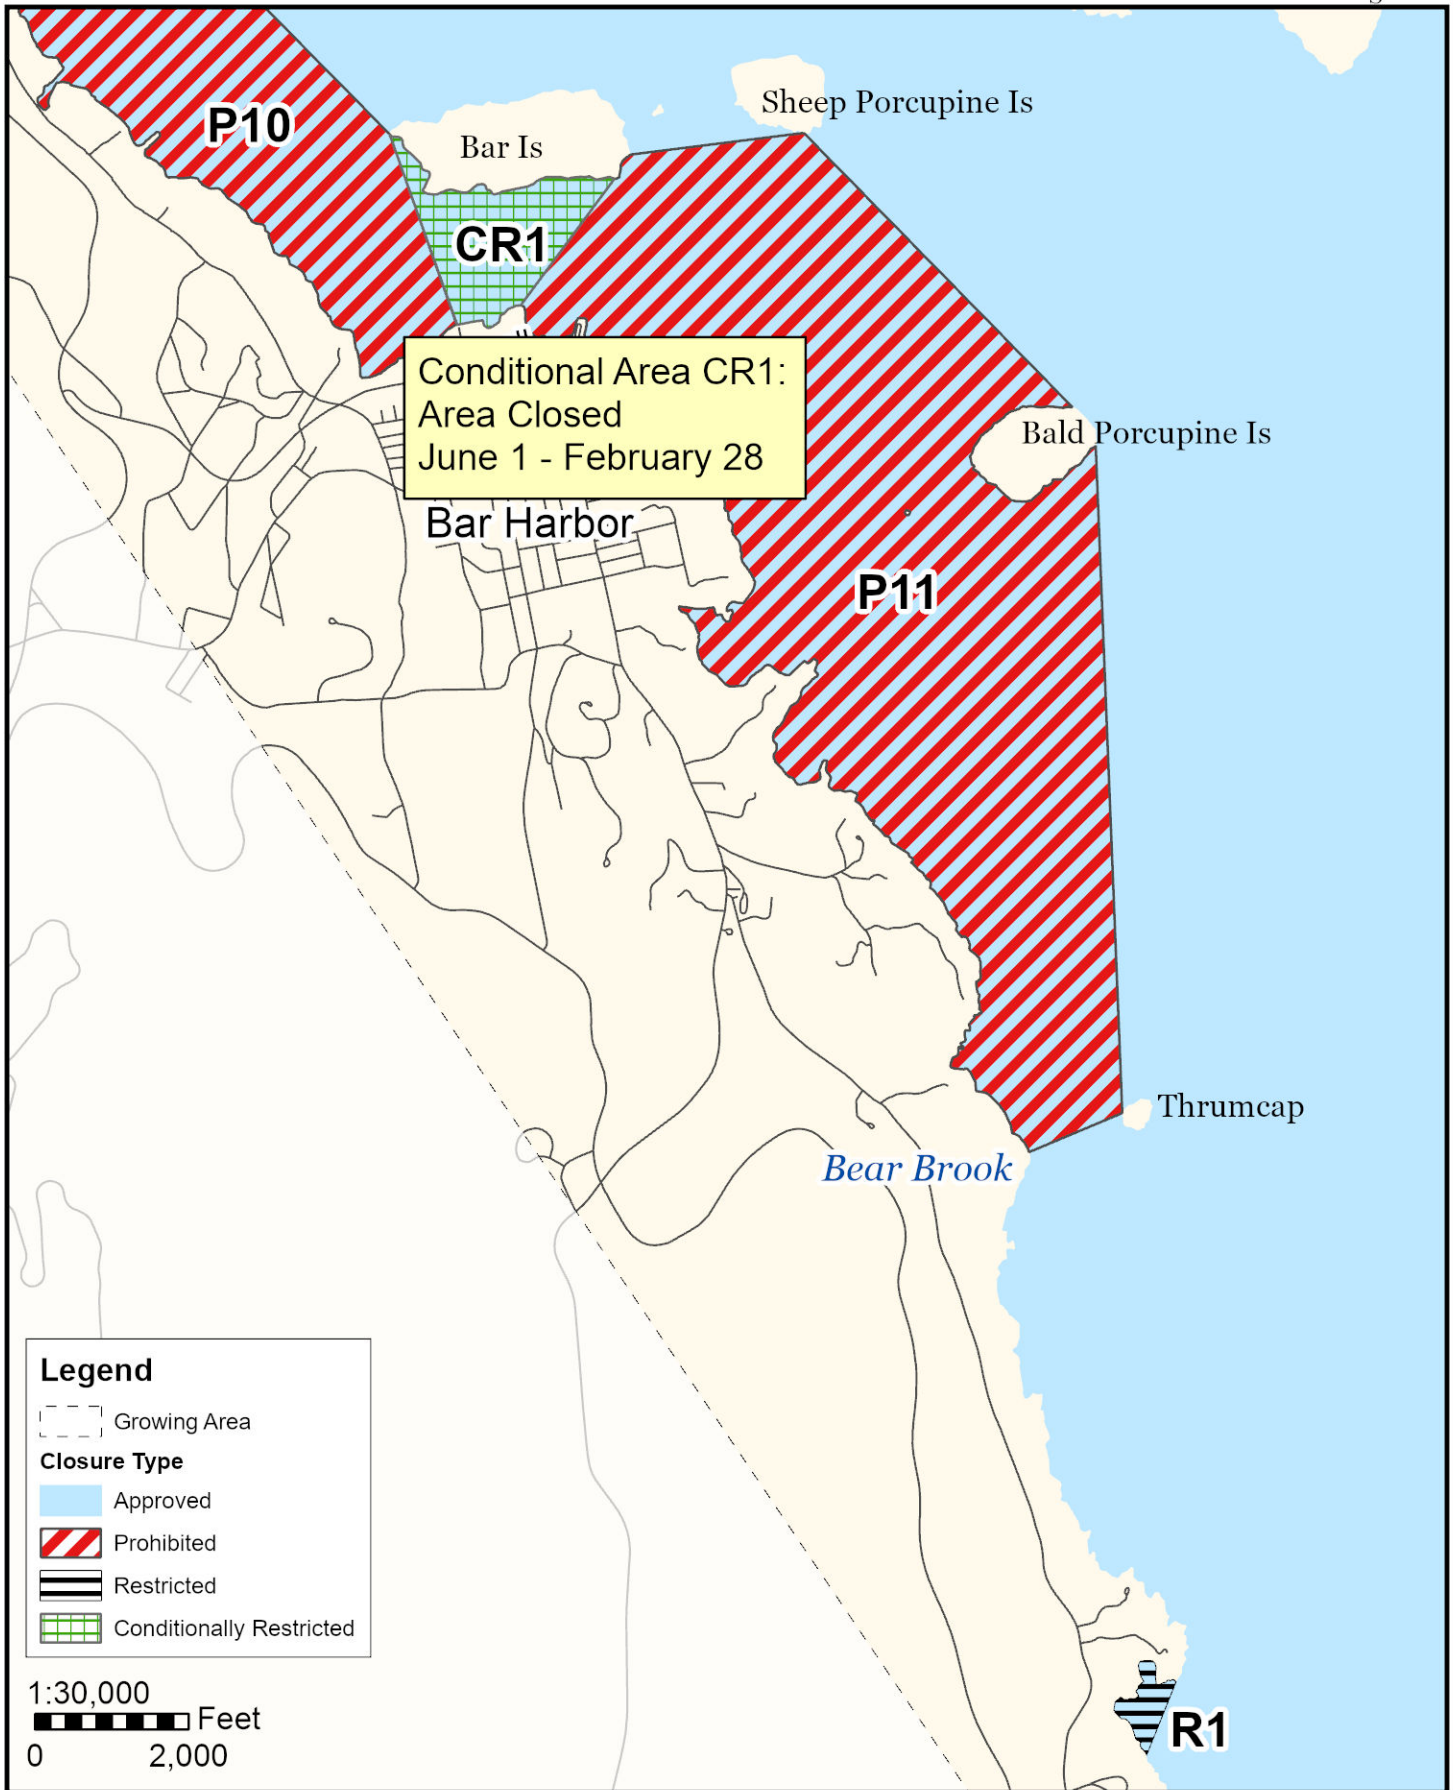 P10
Sheep Porcupine Is
Bar Is
CR1
Conditional Area CR1:
Area Closed
June 1 - February 28
Bald Porcupine Is
Bar Harbor
P11
Thrumcap
Bear Brook
Legend
Growing Area
Closure Type
Approved
Prohibited
Restricted
Conditionally Restricted
1:30,000
Feet
0 2,000
R1